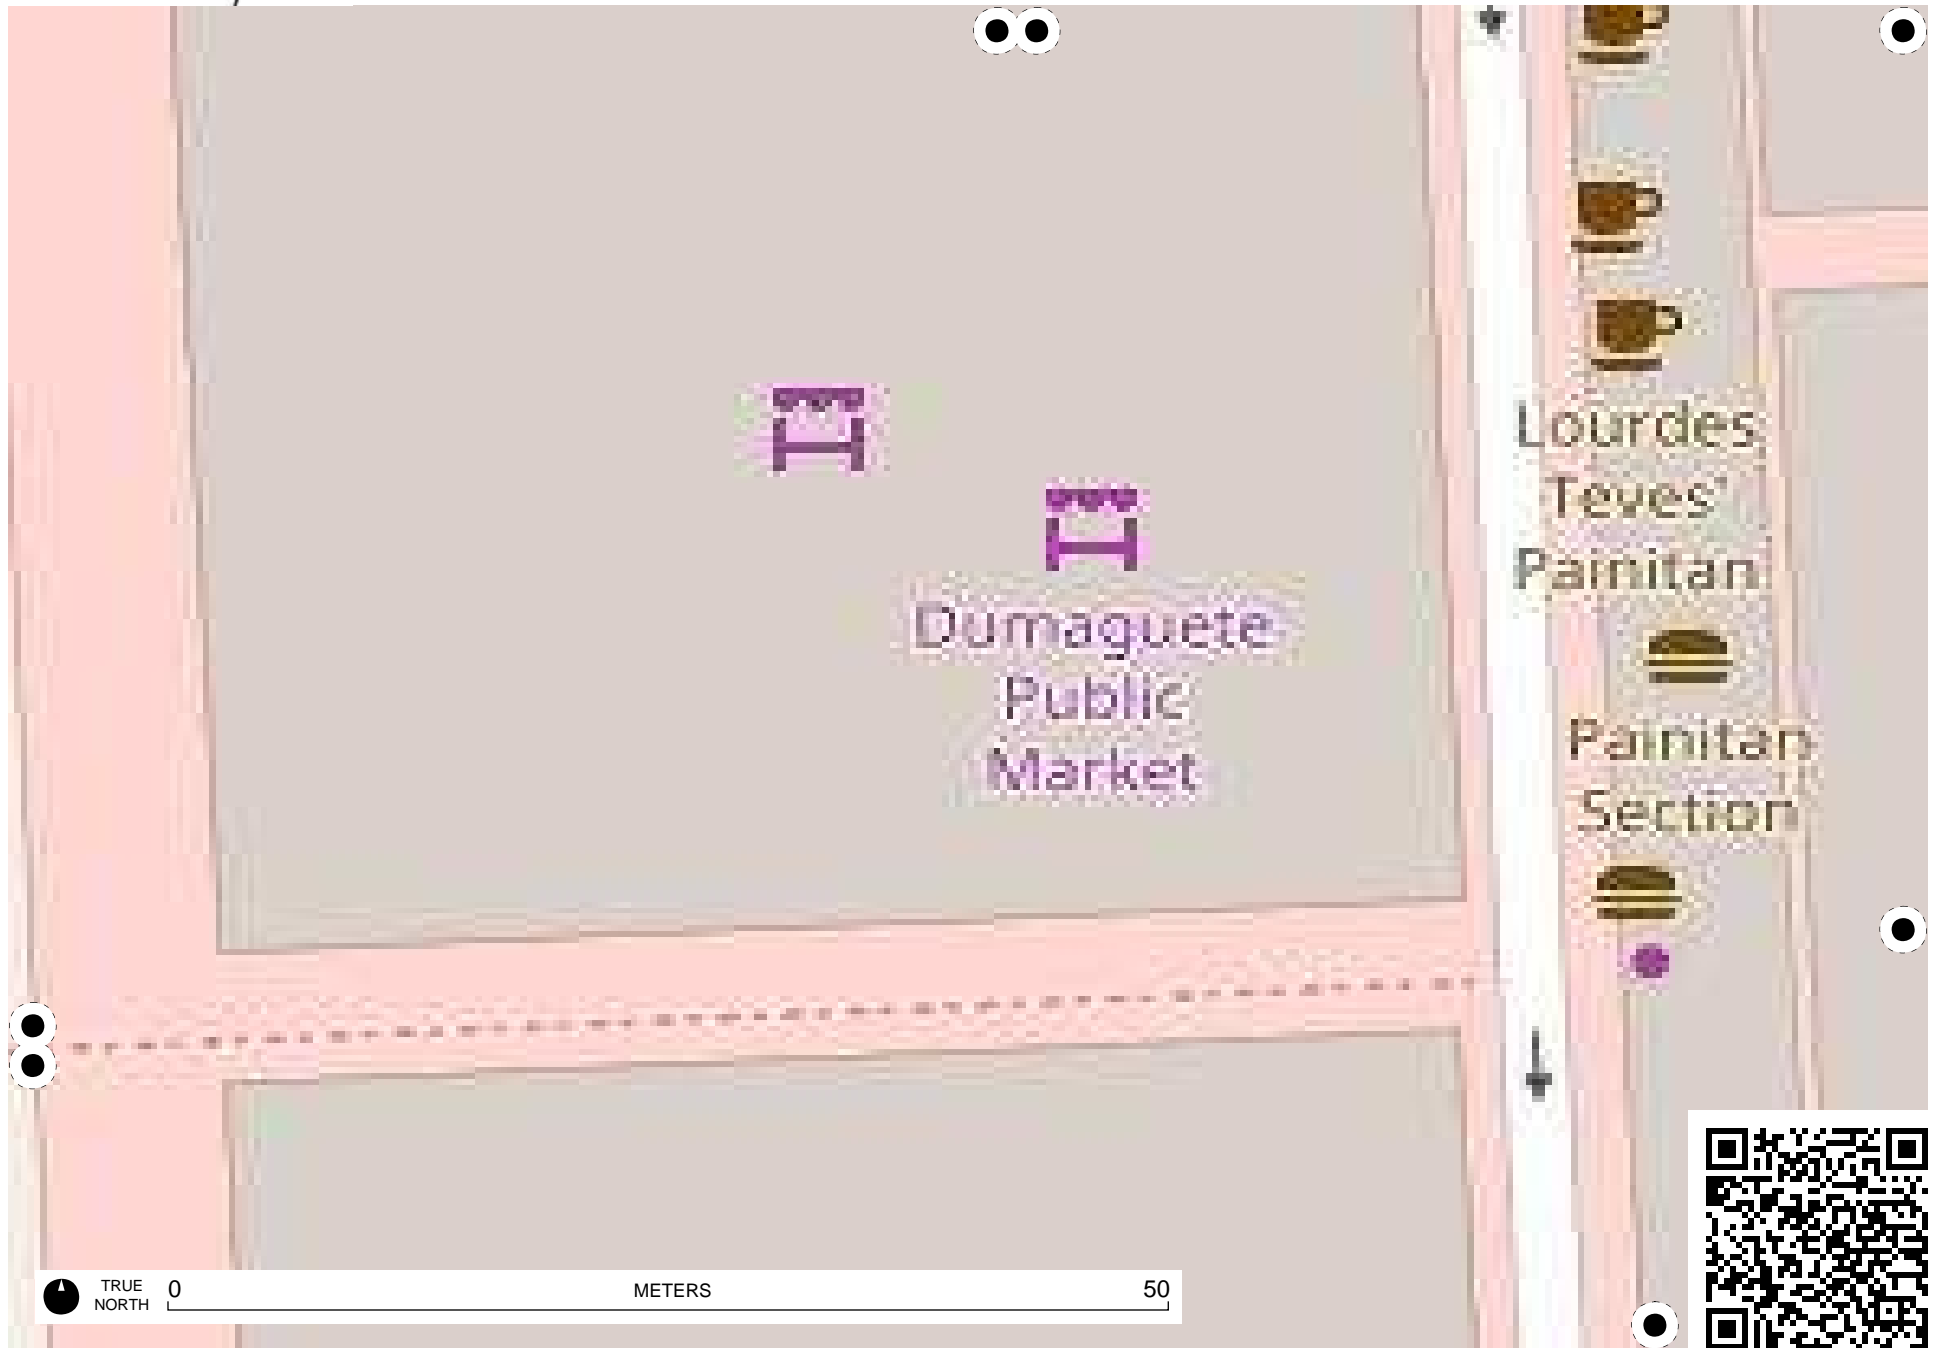 Lourdes
Teves'
Painitan
Dumaguete
Public
Market
Painitan
Section
TRUE
NORTH
0
METERS
50